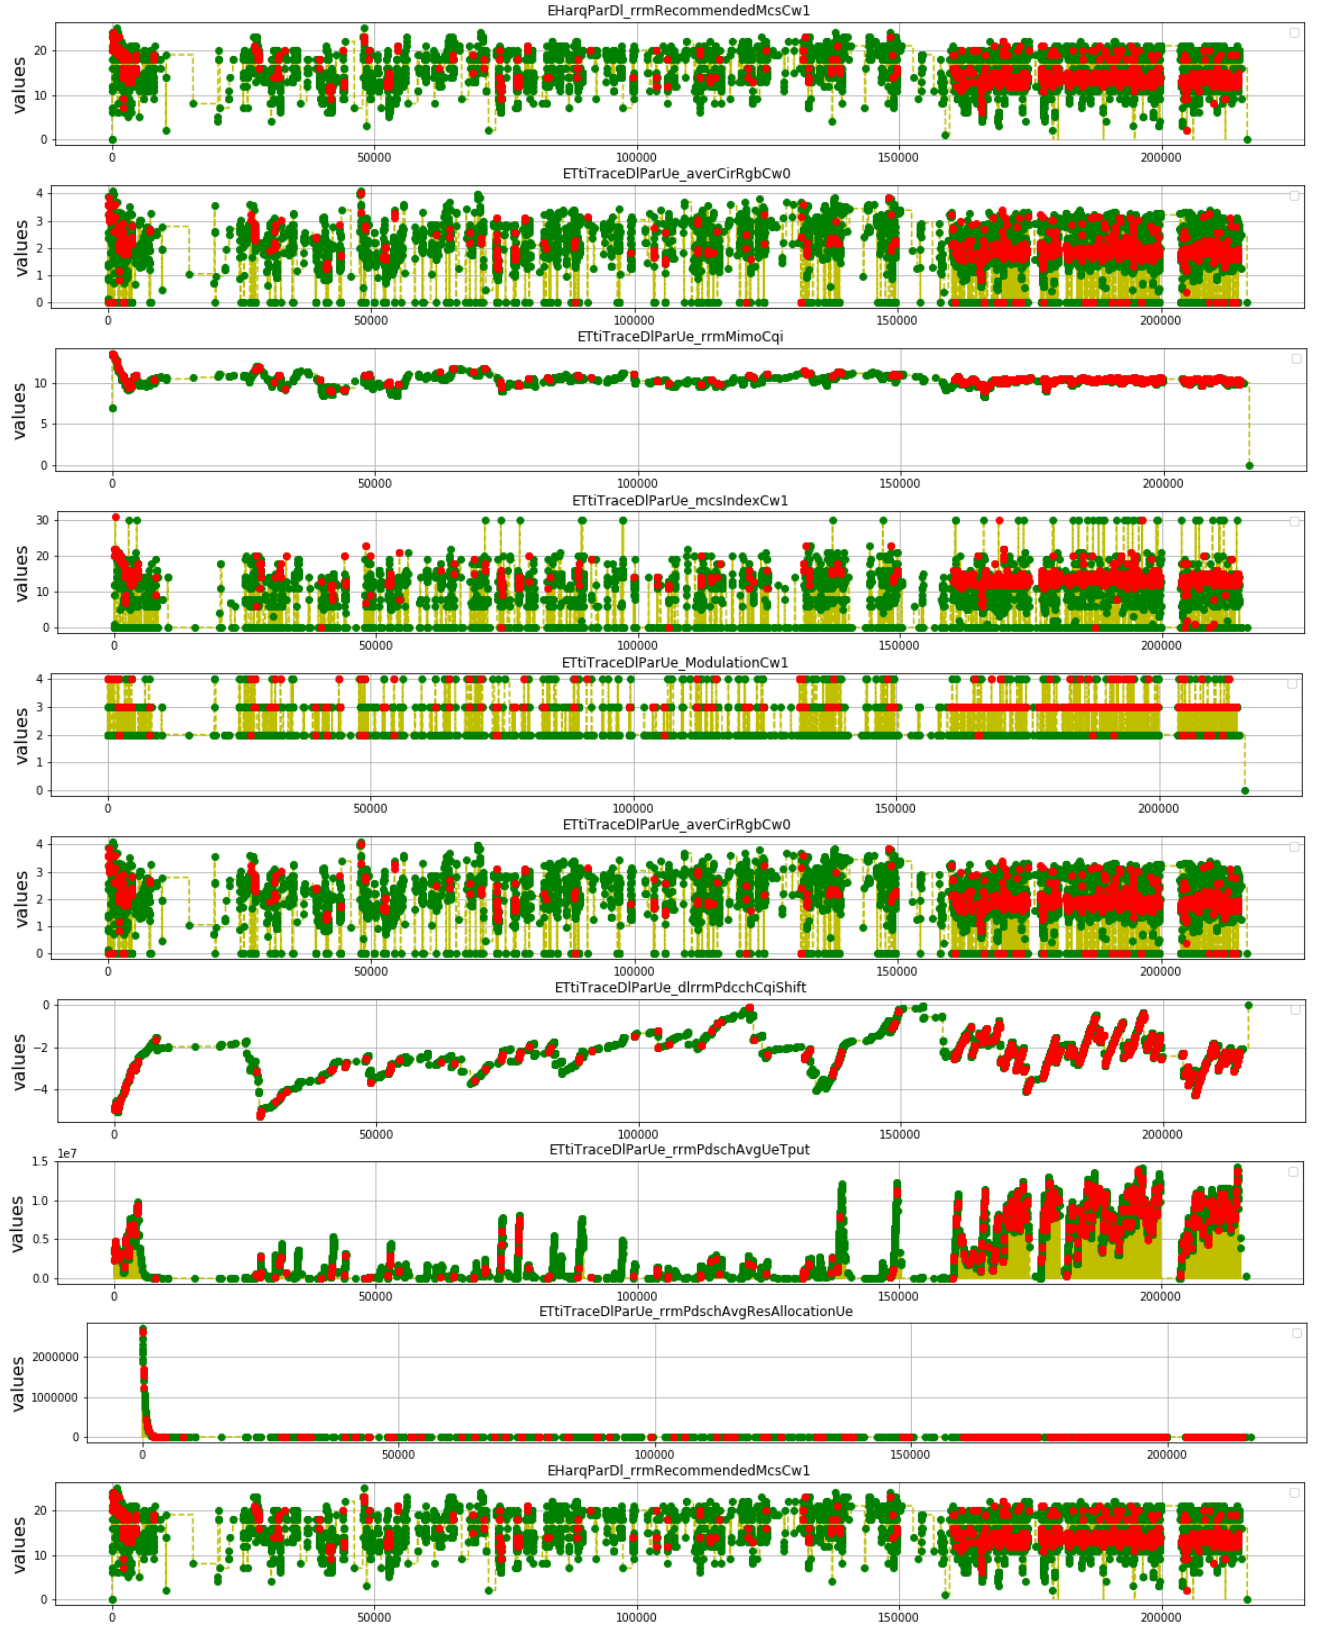 EHarqParDl_rrmRecommendedMcsCw1
values
20
10
0
0 50000 100000 150000 200000
ETtiTraceDlParUe_averCirRgbCw0
values
4
3
2
1
0
0 50000 100000 150000 200000
ETtiTraceDlParUe_rrmMimoCqi
values
10
5
0
0 50000 100000 150000 200000
ETtiTraceDlParUe_mcsIndexCw1
values
30
20
10
0
0 50000 100000 150000 200000
ETtiTraceDlParUe_ModulationCw1
values
4
3
2
1
0
0 50000 100000 150000 200000
ETtiTraceDlParUe_averCirRgbCw0
values
4
3
2
1
0
0 50000 100000 150000 200000
ETtiTraceDlParUe_dlrrmPdcchCqiShift
values
0
−2
−4
0 50000 100000 150000 200000
ETtiTraceDlParUe_rrmPdschAvgUeTput
1e7
values
1.5
1.0
0.5
0.0
0 50000 100000 150000 200000
ETtiTraceDlParUe_rrmPdschAvgResAllocationUe
values
2000000
1000000
0
0 50000 100000 150000 200000
EHarqParDl_rrmRecommendedMcsCw1
values
20
10
0
0 50000 100000 150000 200000